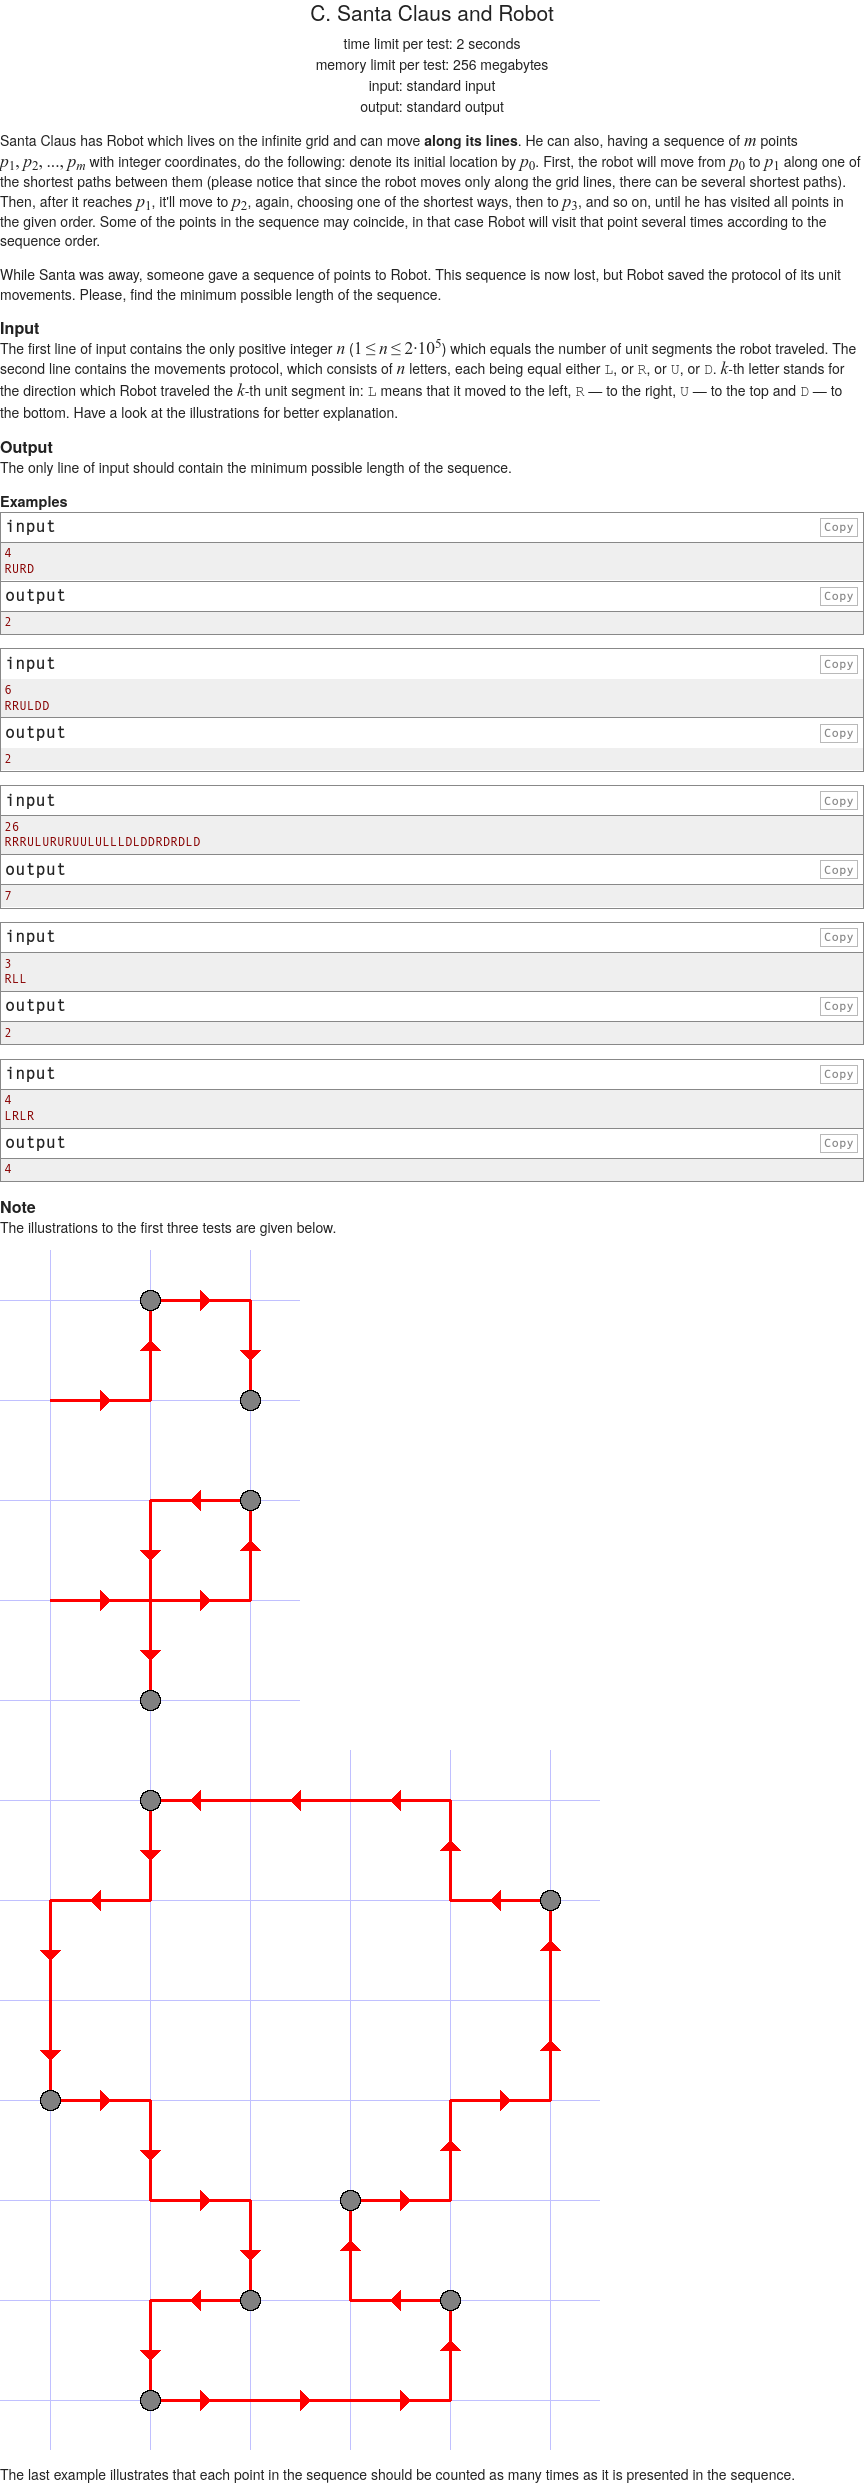 C. Santa Claus and Robot
time limit per test: 2 seconds
memory limit per test: 256 megabytes
input: standard input
output: standard output
Santa Claus has Robot which lives on the infinite grid and can move along its lines. He can also, having a sequence of m points
p1, p2, ..., pm with integer coordinates, do the following: denote its initial location by p0. First, the robot will move from p0 to p1 along one of
the shortest paths between them (please notice that since the robot moves only along the grid lines, there can be several shortest paths).
Then, after it reaches p1, it'll move to p2, again, choosing one of the shortest ways, then to p3, and so on, until he has visited all points in
the given order. Some of the points in the sequence may coincide, in that case Robot will visit that point several times according to the
sequence order.
While Santa was away, someone gave a sequence of points to Robot. This sequence is now lost, but Robot saved the protocol of its unit
movements. Please, find the minimum possible length of the sequence.
Input
The first line of input contains the only positive integer n (1 ≤ n ≤ 2·10^5) which equals the number of unit segments the robot traveled. The
second line contains the movements protocol, which consists of n letters, each being equal either L, or R, or U, or D. k-th letter stands for
the direction which Robot traveled the k-th unit segment in: L means that it moved to the left, R — to the right, U — to the top and D — to
the bottom. Have a look at the illustrations for better explanation.
Output
The only line of input should contain the minimum possible length of the sequence.
Examples
input
Copy
4
RURD
output
Copy
2
input
Copy
6
RRULDD
output
Copy
2
input
Copy
26
RRRULURURUULULLLDLDDRDRDLD
output
Copy
7
input
Copy
3
RLL
output
Copy
2
input
Copy
4
LRLR
output
Copy
4
Note
The illustrations to the first three tests are given below.
The last example illustrates that each point in the sequence should be counted as many times as it is presented in the sequence.